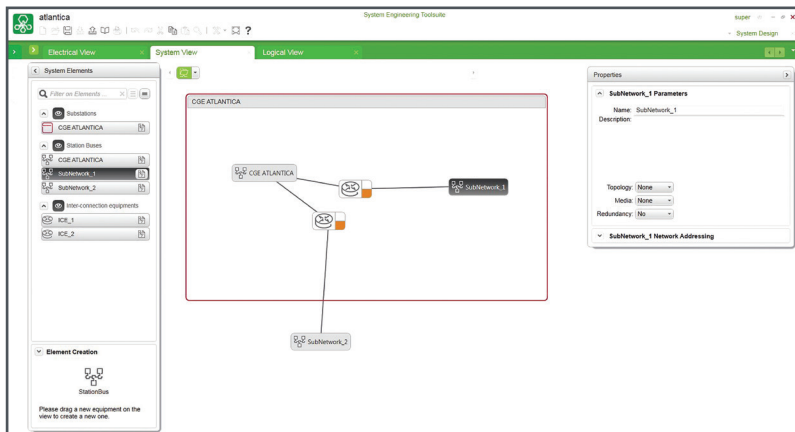 atlantica
System Engineering Toolsuite
super
System Design
Electrical View
System View
Logical View
System Elements
Filter on Elements ...
Substations
CGE ATLANTICA
Station Buses
CGE ATLANTICA
SubNetwork_1
SubNetwork_2
Inter-connection equipments
ICE_1
ICE_2
Element Creation
StationBus
Please drag a new equipment on the
view to create a new one.
CGE ATLANTICA
CGE ATLANTICA
SubNetwork_1
SubNetwork_2
Properties
SubNetwork_1 Parameters
Name: SubNetwork_1
Description:
Topology: None
Media: None
Redundancy: No
SubNetwork_1 Network Addressing